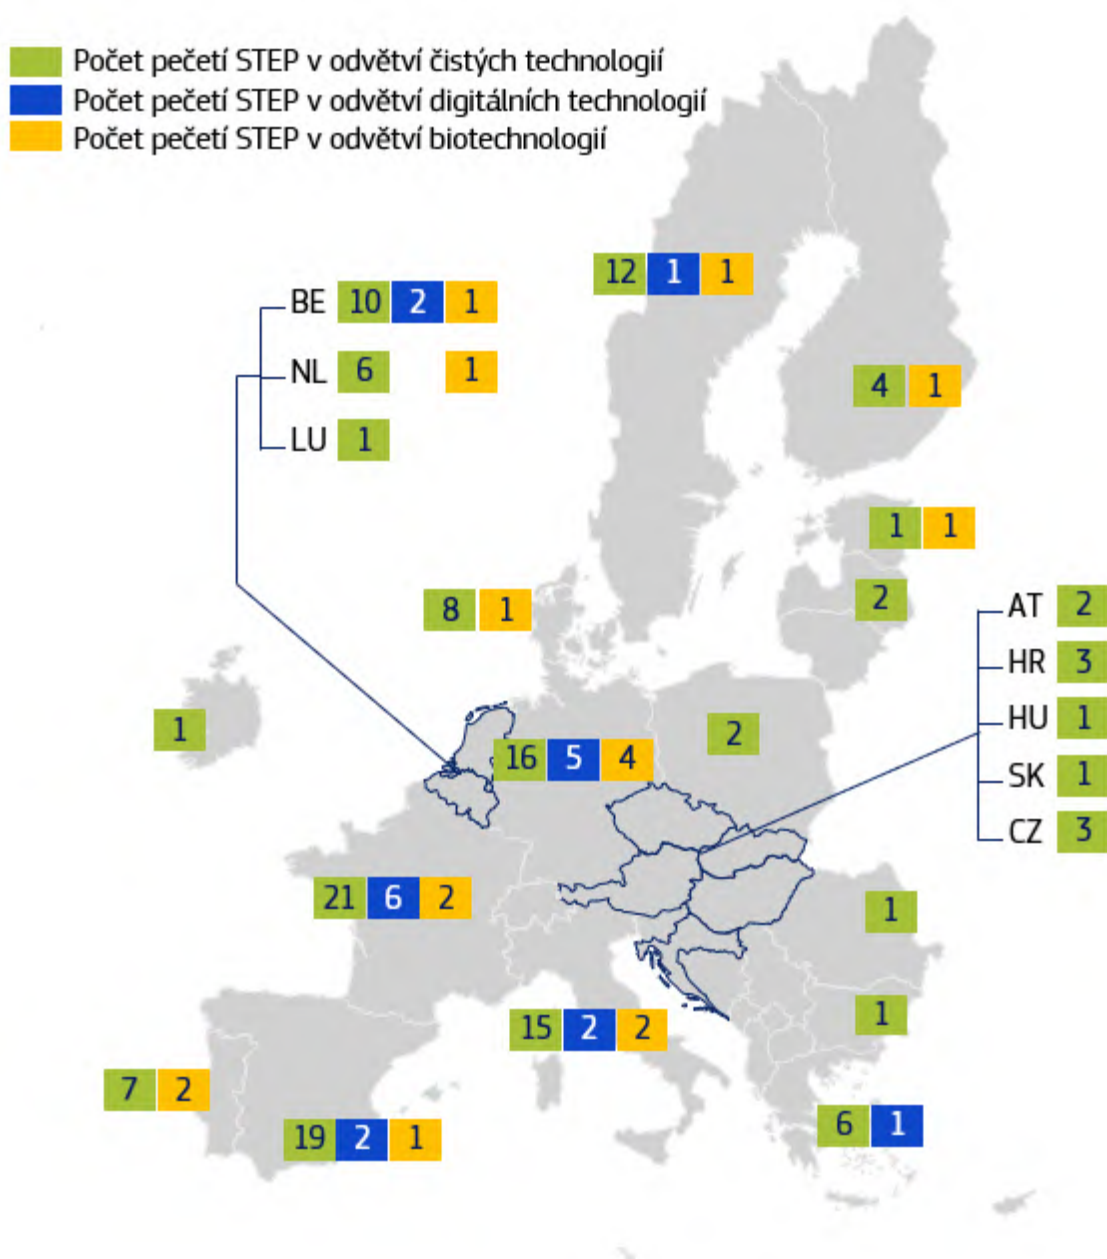 Počet pečetí STEP v odvětví čistých technologií
Počet pečetí STEP v odvětví digitálních technologií
Počet pečetí STEP v odvětví biotechnologií
12 1 1
BE 10 2 1
NL 6 1
LU 1
4 1
1 1
2
8 1
AT 2
HR 3
HU 1
SK 1
CZ 3
1
16 5 4
2
21 6 2
1
15 2 2
1
7 2
19 2 1
6 1